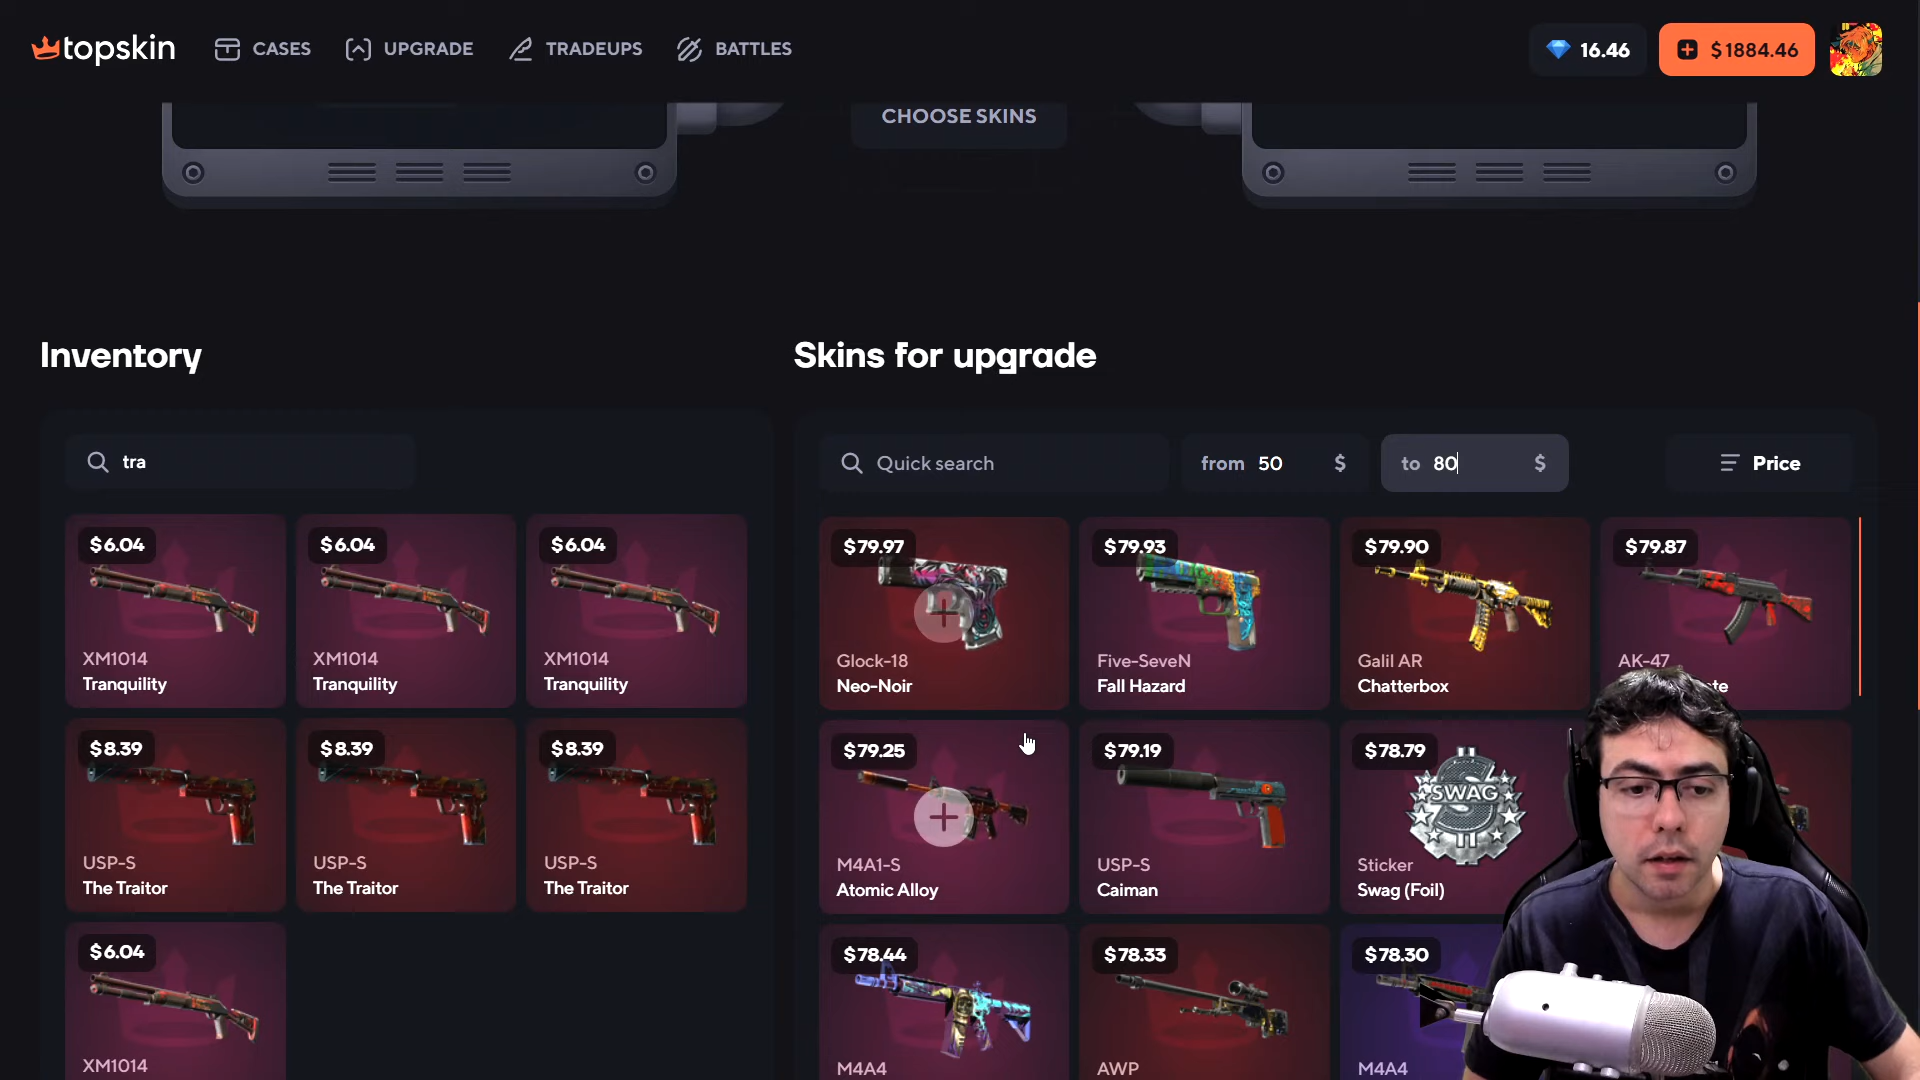 topskin
CASES
UPGRADE
TRADEUPS
BATTLES
16.46
$1884.46
CHOOSE SKINS
Inventory
Skins for upgrade
tra
Quick search
from 50 $
to 80 $
Price
$6.04
$6.04
$6.04
XM1014
XM1014
XM1014
Tranquility
Tranquility
Tranquility
$79.97
$79.93
$79.90
$79.87
Glock-18
Five-SeveN
Galil AR
AK-47
Neo-Noir
Fall Hazard
Chatterbox
$8.39
$8.39
$8.39
USP-S
USP-S
USP-S
The Traitor
The Traitor
The Traitor
$79.25
$79.19
$78.79
SWAG
M4A1-S
USP-S
Sticker
Atomic Alloy
Caiman
Swag (Foil)
$6.04
XM1014
$78.44
$78.33
$78.30
M4A4
AWP
M4A4